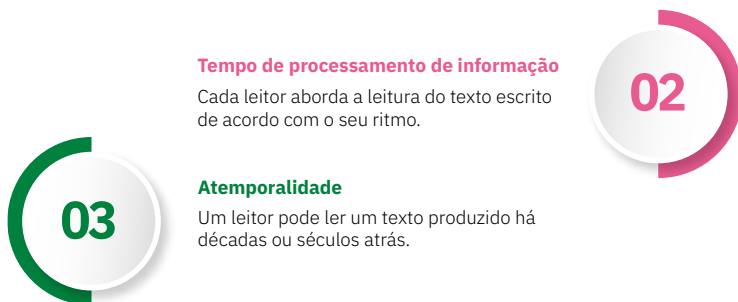 Tempo de processamento de informação
Cada leitor aborda a leitura do texto escrito
de acordo com o seu ritmo.
02
03
Atemporalidade
Um leitor pode ler um texto produzido há
décadas ou séculos atrás.